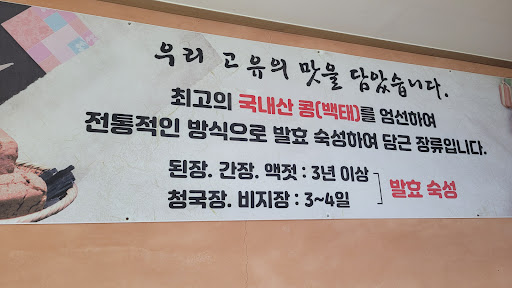 우리 고유의 맛을 담았습니다.
최고의 국내산 콩(백태)를 엄선하여
전통적인 방식으로 발효 숙성하여 담근 장류입니다.
된장. 간장. 액젓 : 3년 이상
청국장. 비지장 : 3~4일
발효 숙성